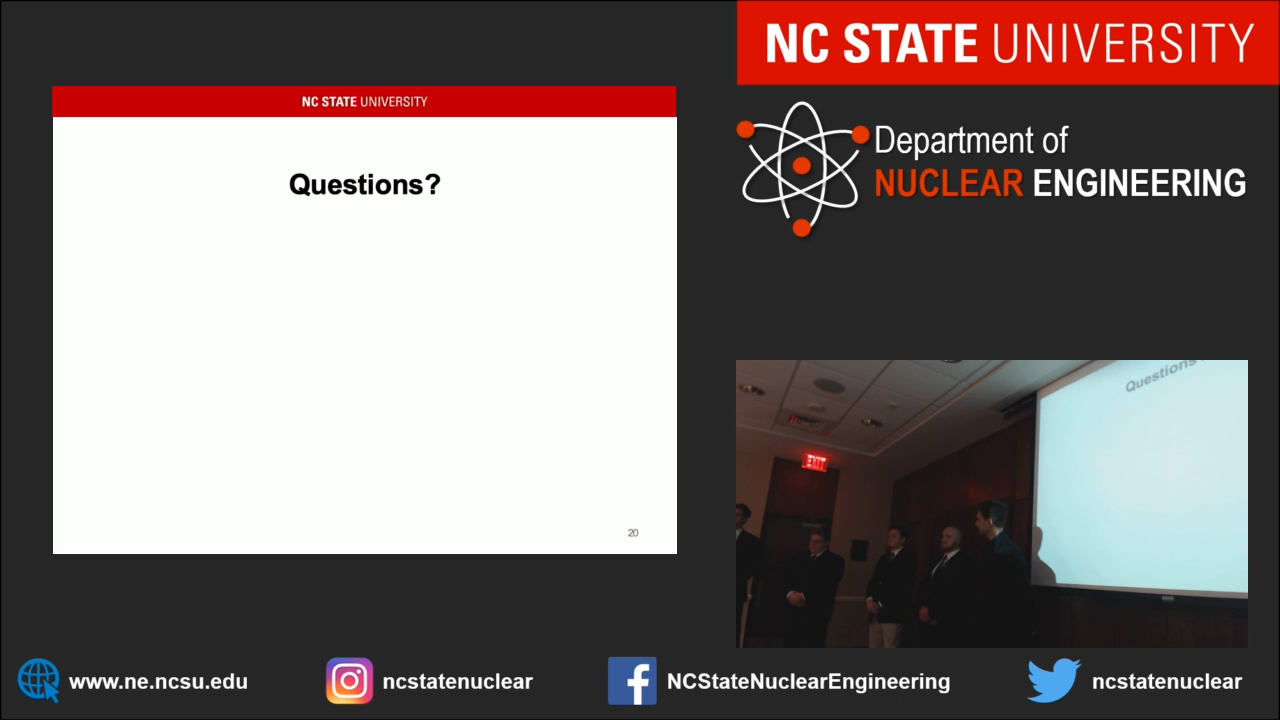 NC STATE UNIVERSITY
Department of
NUCLEAR ENGINEERING
NC STATE UNIVERSITY
Questions?
20
Questions
EXIT
www.ne.ncsu.edu
ncstatenuclear
NCStateNuclearEngineering
ncstatenuclear